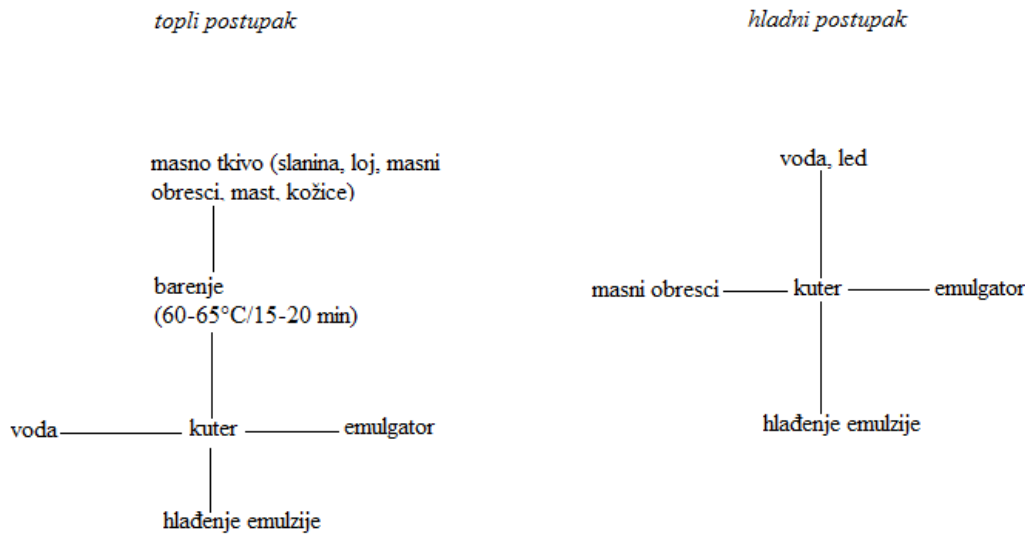 topli postupak
masno tkivo (slanina, loj, masni
obresci, mast, kožice)
barenje
(60-65°C/15-20 min)
voda
kuter
emulgator
hlađenje emulzije
hladni postupak
voda, led
masni obresci
kuter
emulgator
hlađenje emulzije